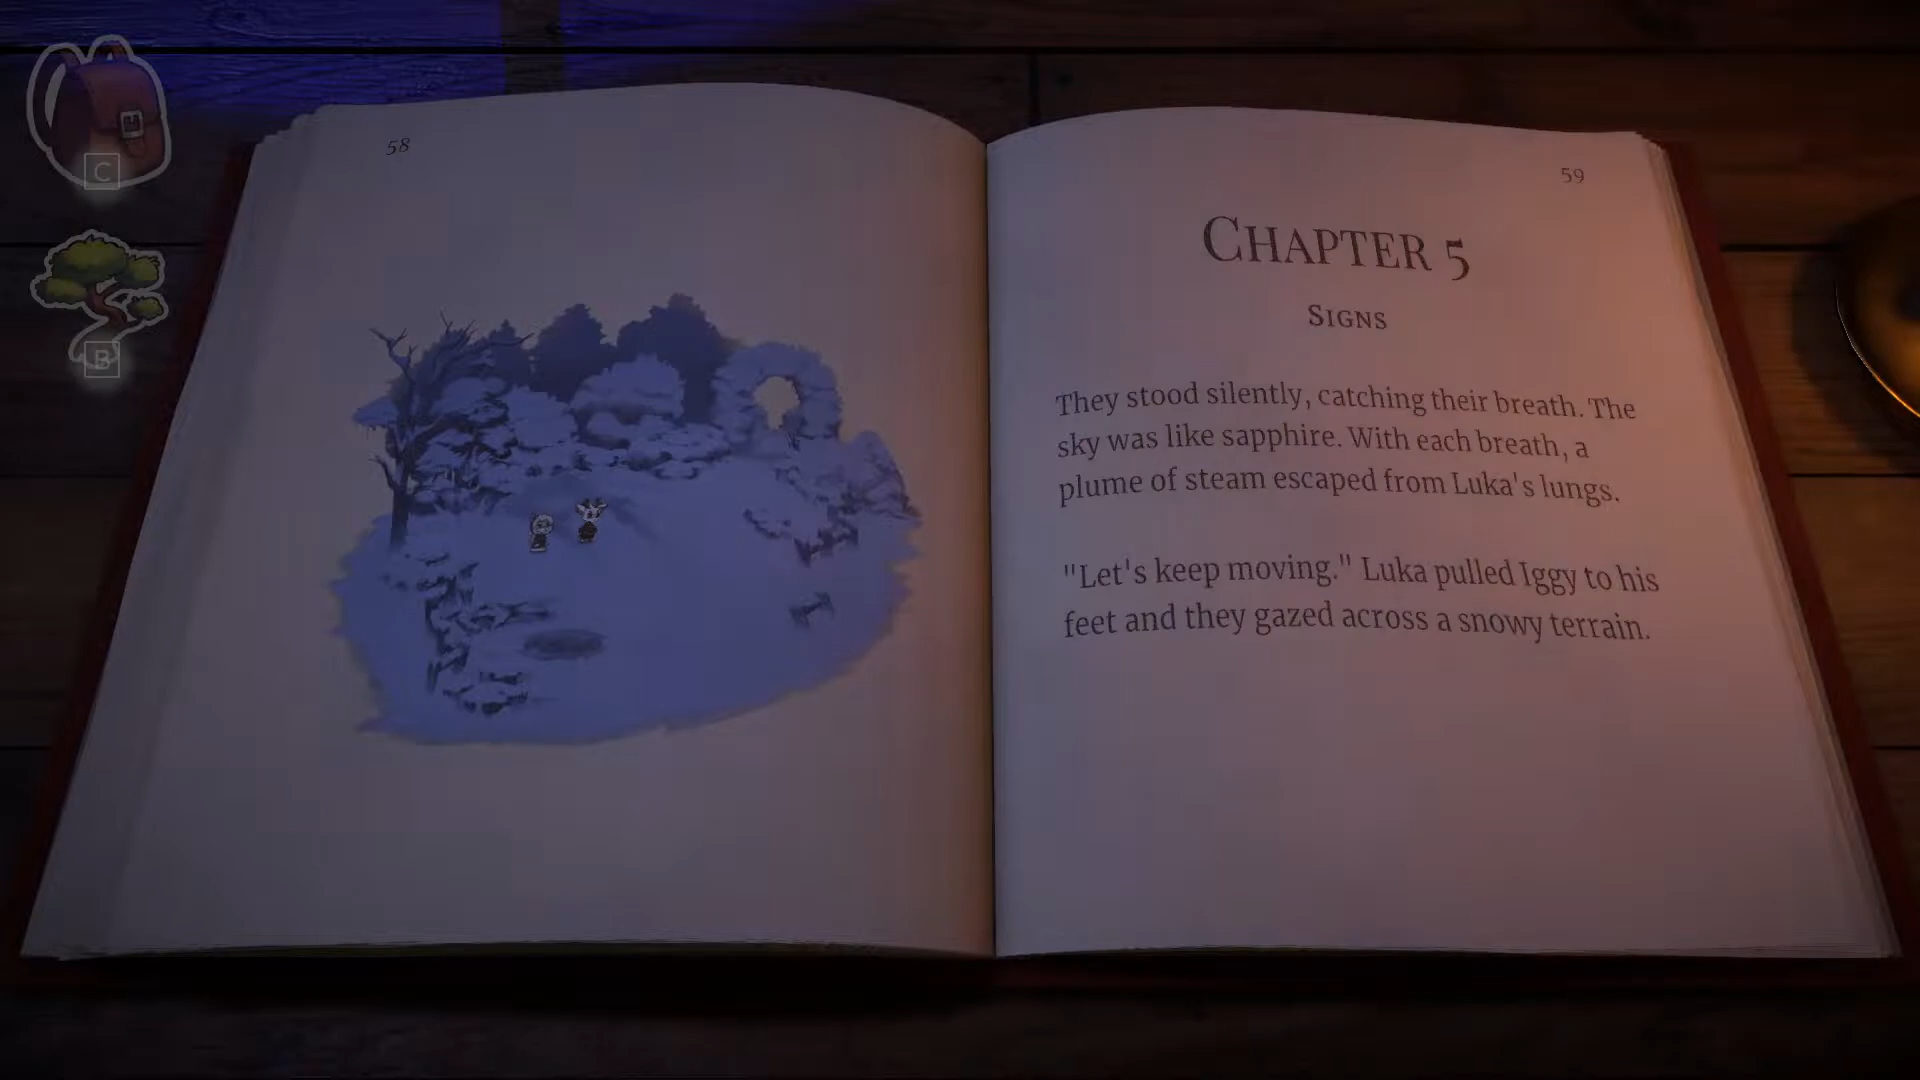 C
B
58
59
CHAPTER 5
SIGNS
They stood silently, catching their breath. The
sky was like sapphire. With each breath, a
plume of steam escaped from Luka's lungs.
"Let's keep moving." Luka pulled Iggy to his
feet and they gazed across a snowy terrain.